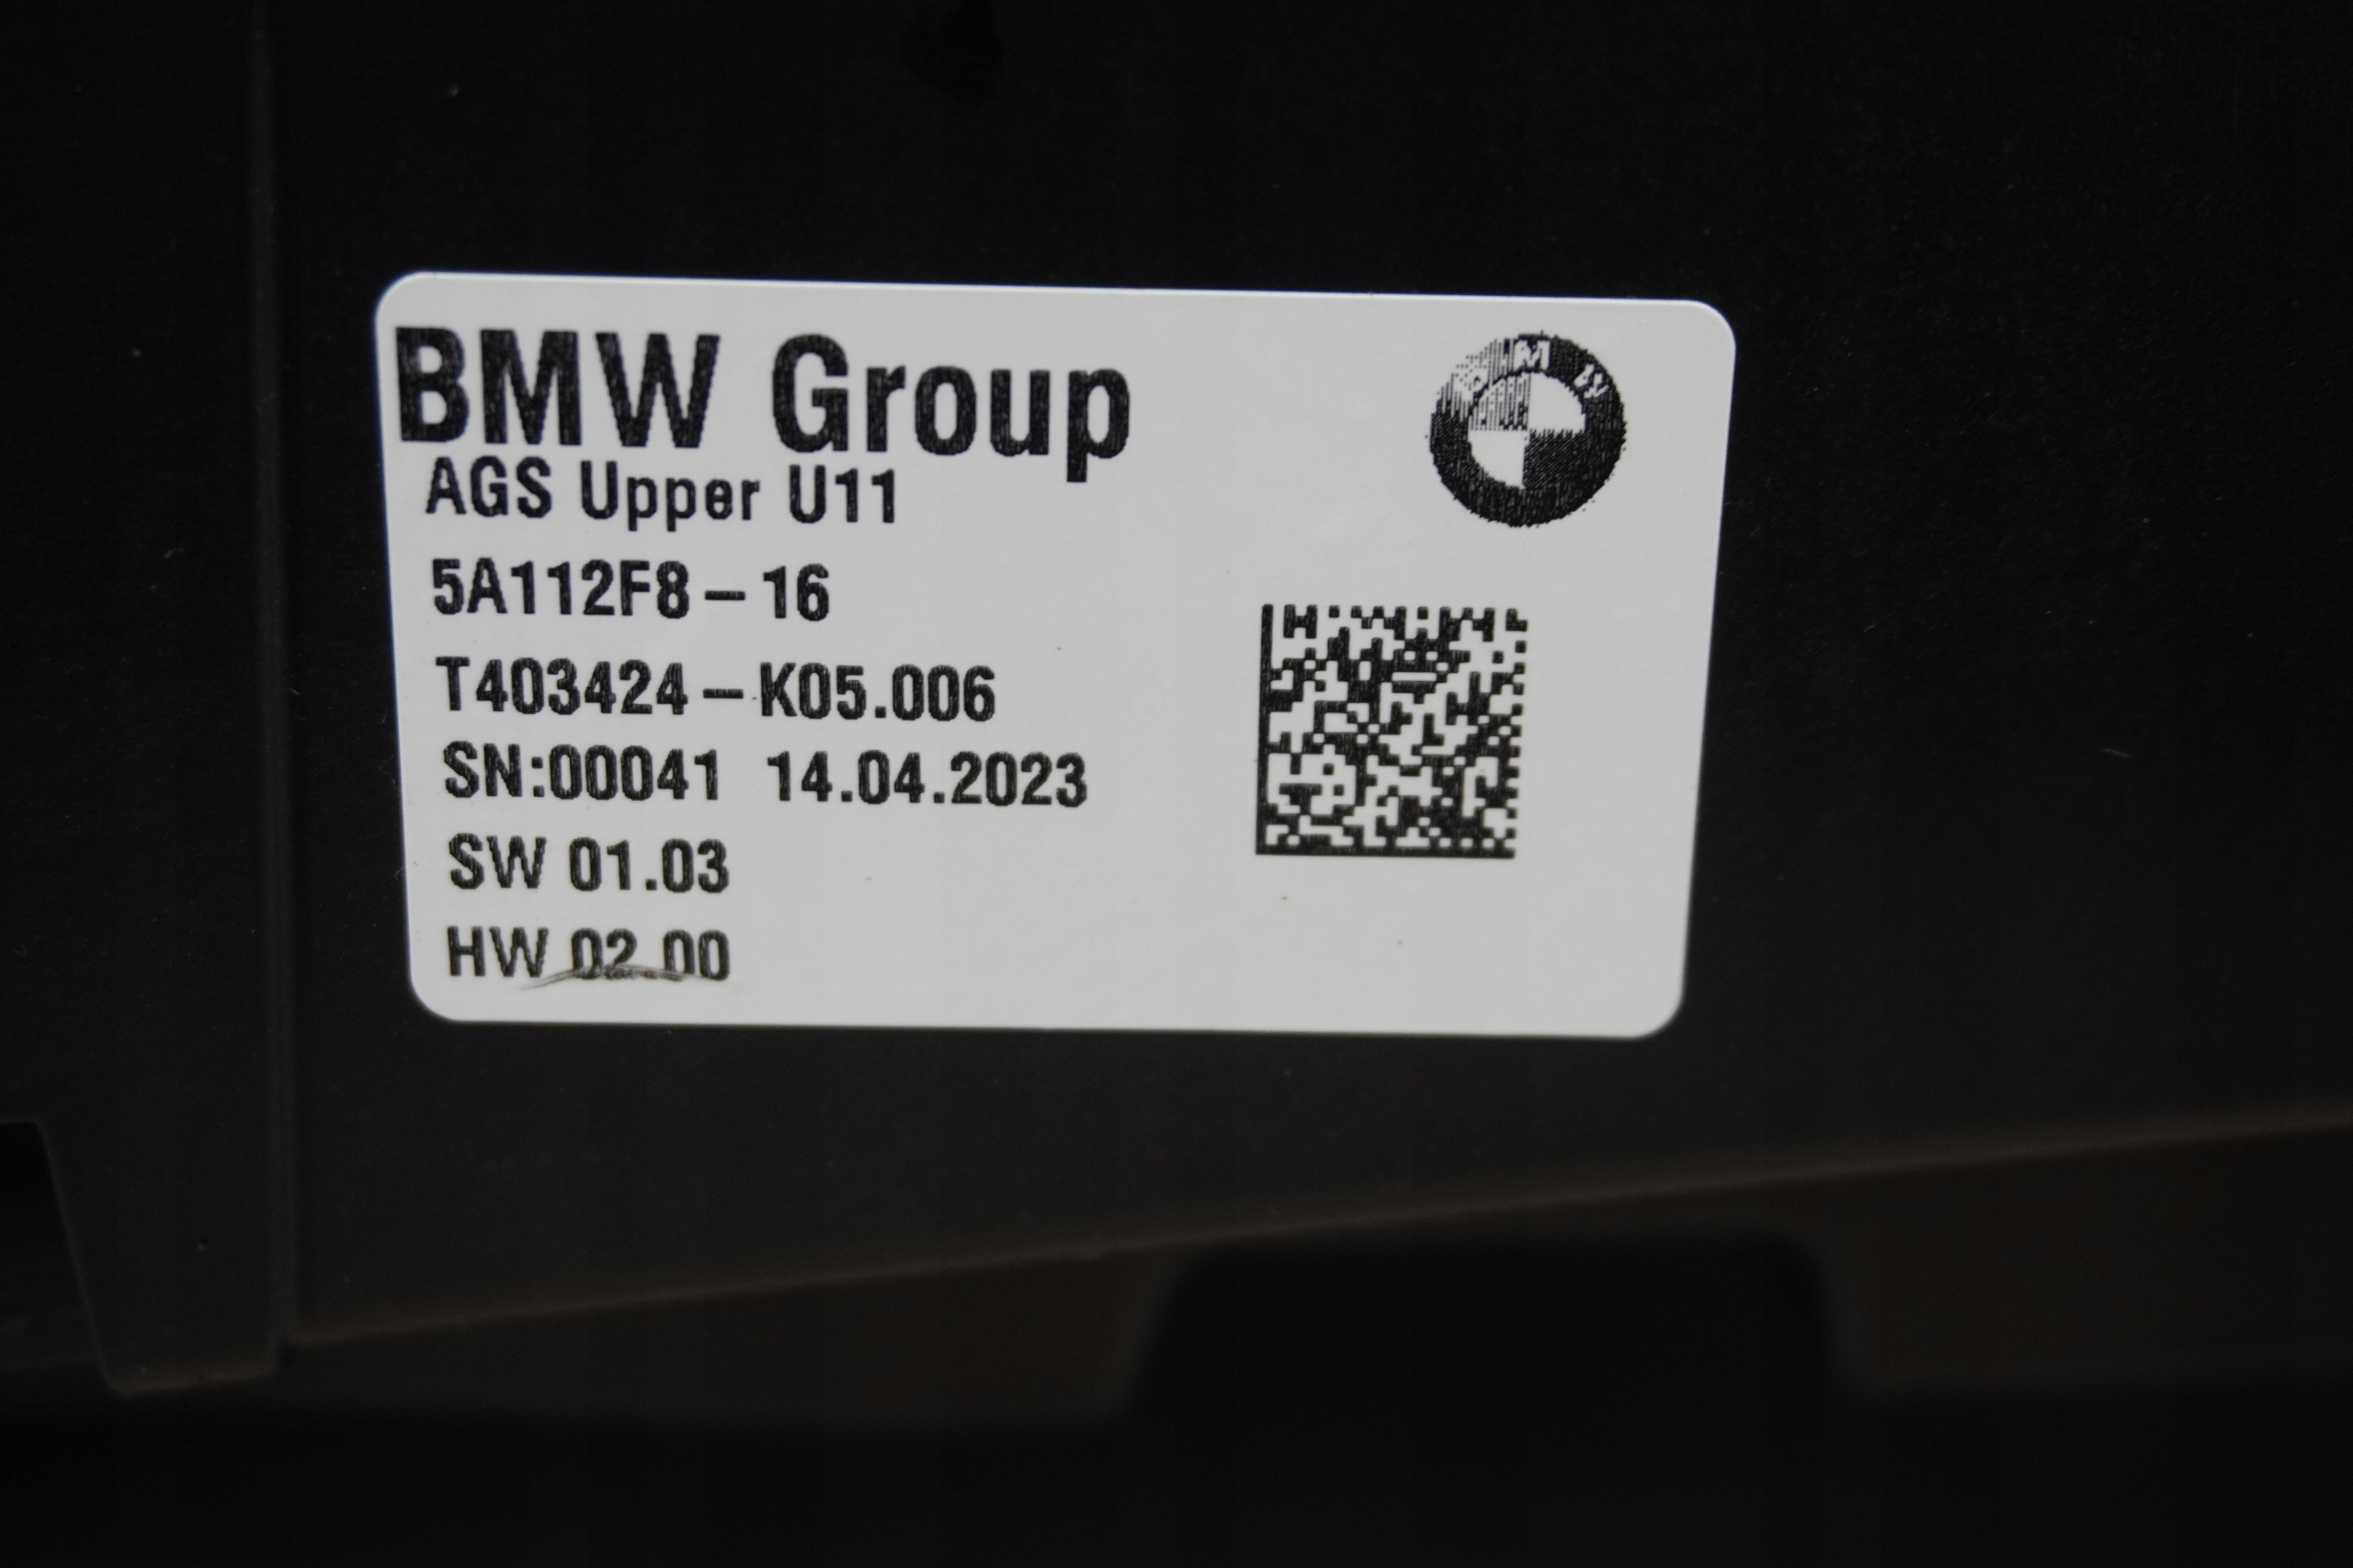 BMW Group
BMW
AGS Upper U11
5A112F8-16
T403424-K05.006
SN:00041 14.04.2023
SW 01.03
HW 02.00